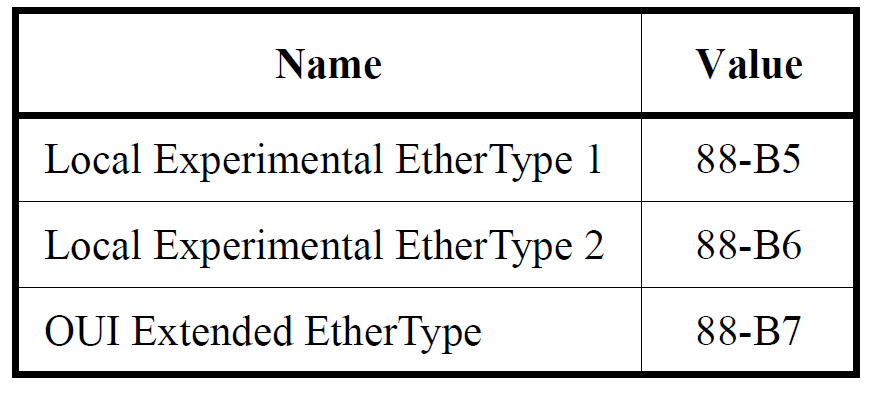 Name Value
Local Experimental EtherType 1 88-B5
Local Experimental EtherType 2 88-B6
OUI Extended EtherType 88-B7